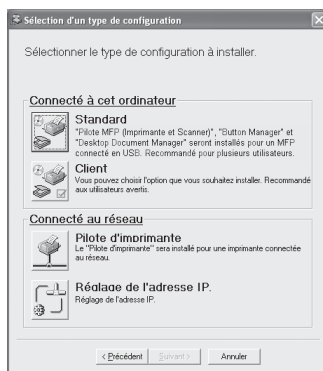 Sélection d'un type de configuration
Sélectionner le type de configuration à installer.
Connecté à cet ordinateur
Standard
"Pilote MFP (Imprimante et Scanner)", "Button Manager" et
"Desktop Document Manager" seront installés pour un MFP
connecté en USB. Recommandé pour plusieurs utilisateurs.
Client
Vous pouvez choisir l'option que vous souhaitez installer. Recommandé
aux utilisateurs avertis.
Connecté au réseau
Pilote d'imprimante
Le "Pilote d'imprimante" sera installé pour une imprimante connectée
au réseau.
Réglage de l'adresse IP.
Réglage de l'adresse IP.
< Précédent Suivant > Annuler